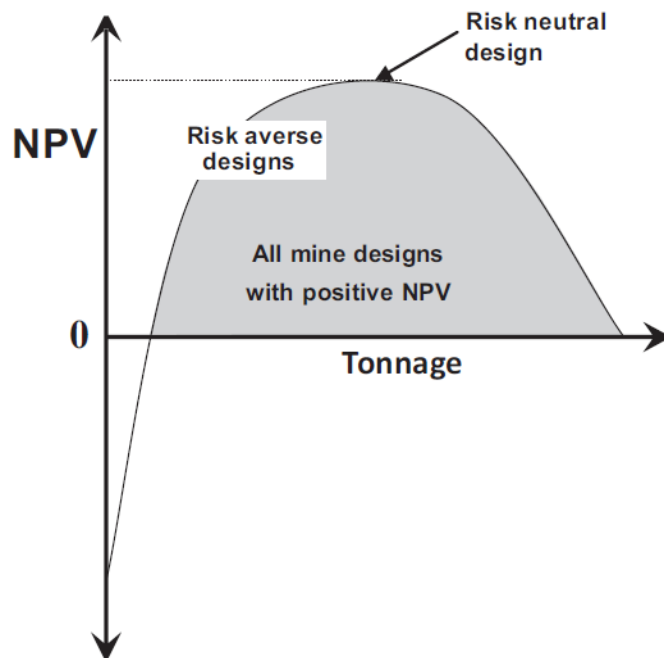 Risk neutral
design
NPV
Risk averse
designs
All mine designs
with positive NPV
0
Tonnage